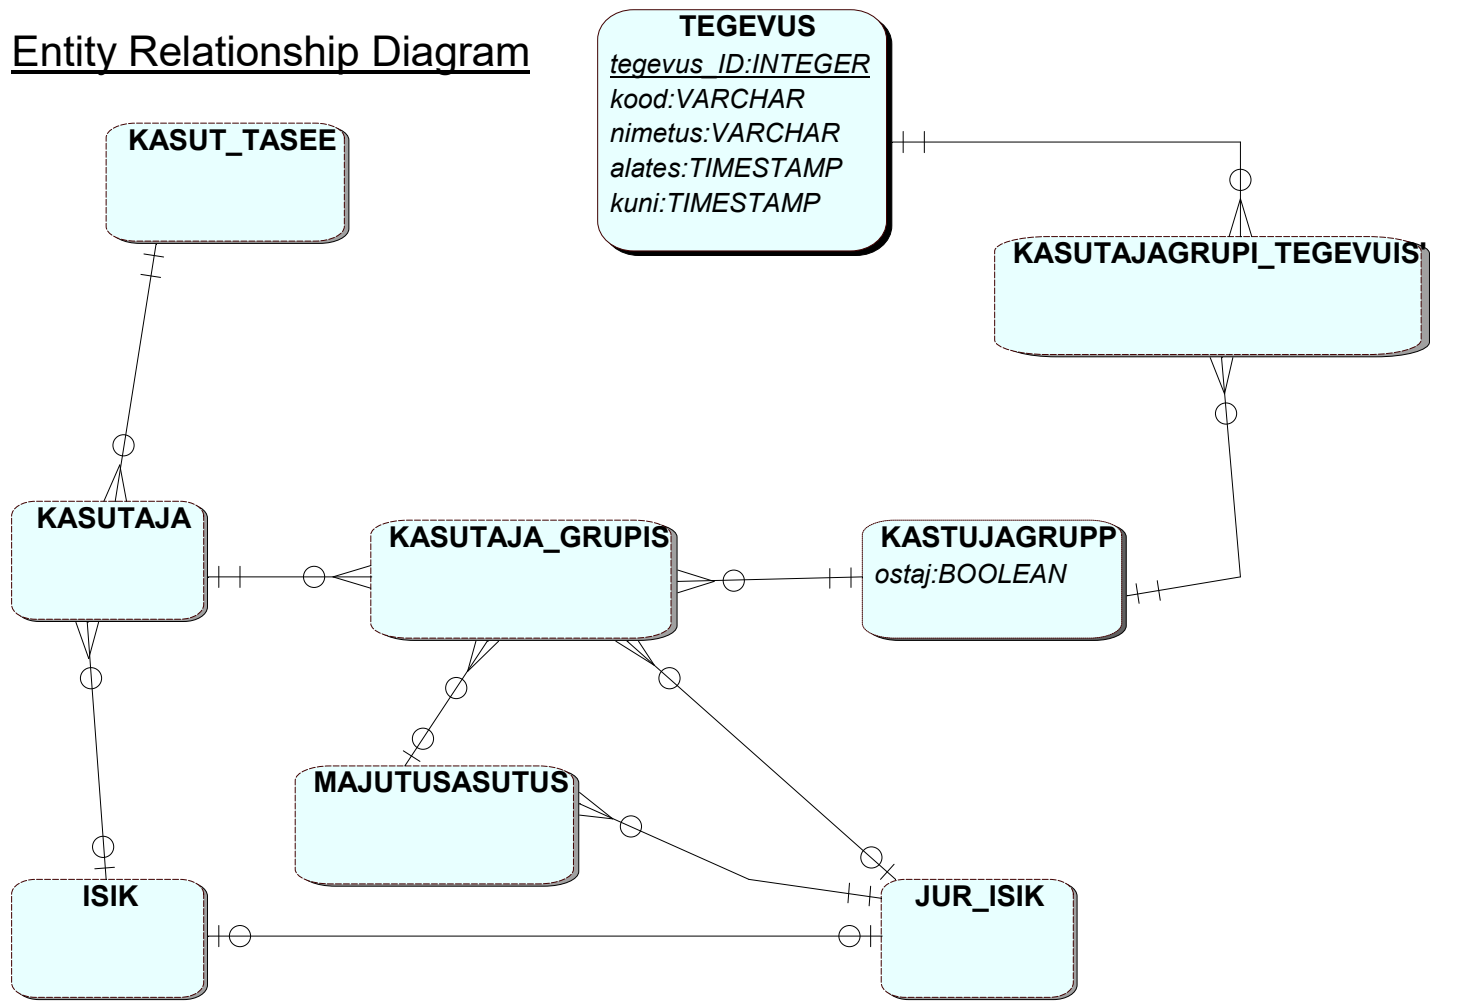 Entity Relationship Diagram
TEGEVUS
tegevus_ID:INTEGER
kood:VARCHAR
nimetus:VARCHAR
alates:TIMESTAMP
kuni:TIMESTAMP
KASUT_TASEE
KASUTAJAGRUPI_TEGEVUIS'
KASUTAJA
KASUTAJA_GRUPIS
KASTUJAGRUPP
ostaj:BOOLEAN
MAJUTUSASUTUS
ISIK
JUR_ISIK